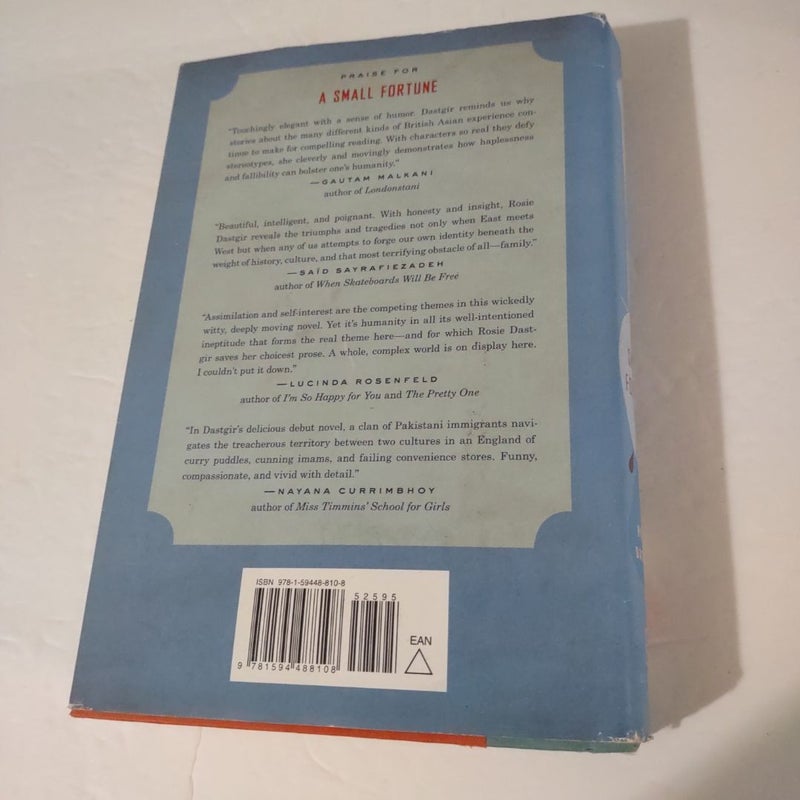 PRAISE FOR
A SMALL FORTUNE
“Touchingly elegant with a sense of humor. Dastgir reminds us why
stories about the many different kinds of British Asian experience con-
tinue to make for compelling reading. With characters so real they defy
stereotypes, she cleverly and movingly demonstrates how haplessness
and fallibility can bolster one’s humanity.”
—GAUTAM MALKANI
author of Londonstani
“Beautiful, intelligent, and poignant. With honesty and insight, Rosie
Dastgir reveals the triumphs and tragedies not only when East meets
West but when any of us attempts to forge our own identity beneath the
weight of history, culture, and that most terrifying obstacle of all—family.”
—SAÏD SAYRAFIEZADEH
author of When Skateboards Will Be Free
“Assimilation and self-interest are the competing themes in this wickedly
witty, deeply moving novel. Yet it’s humanity in all its well-intentioned
ineptitude that forms the real theme here—and for which Rosie Dast-
gir saves her choicest prose. A whole, complex world is on display here.
I couldn’t put it down.”
—LUCINDA ROSENFELD
author of I’m So Happy for You and The Pretty One
“In Dastgir’s delicious debut novel, a clan of Pakistani immigrants navi-
gates the treacherous territory between two cultures in an England of
curry puddles, cunning imams, and failing convenience stores. Funny,
compassionate, and vivid with detail.”
—NAYANA CURRIMBHOY
author of Miss Timmins’ School for Girls
ISBN 978-1-59448-810-8
52595
EAN
9 781594 488108